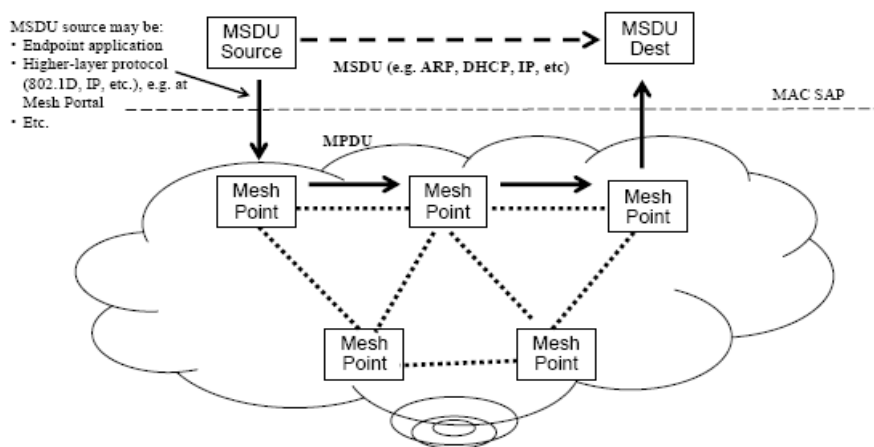 MSDU source may be:
• Endpoint application
• Higher-layer protocol
(802.1D, IP, etc.), e.g. at
Mesh Portal
• Etc.
MSDU
Source
MSDU
Dest
MSDU (e.g. ARP, DHCP, IP, etc)
MAC SAP
MPDU
Mesh
Point
Mesh
Point
Mesh
Point
Mesh
Point
Mesh
Point